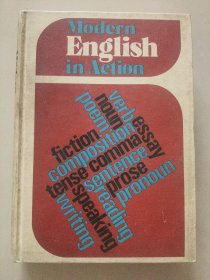 Modern
English
in Action
verb
noun
poem
essay
fiction
composition
comma
tense
sentence
prose
speaking
reading
pronoun
writing